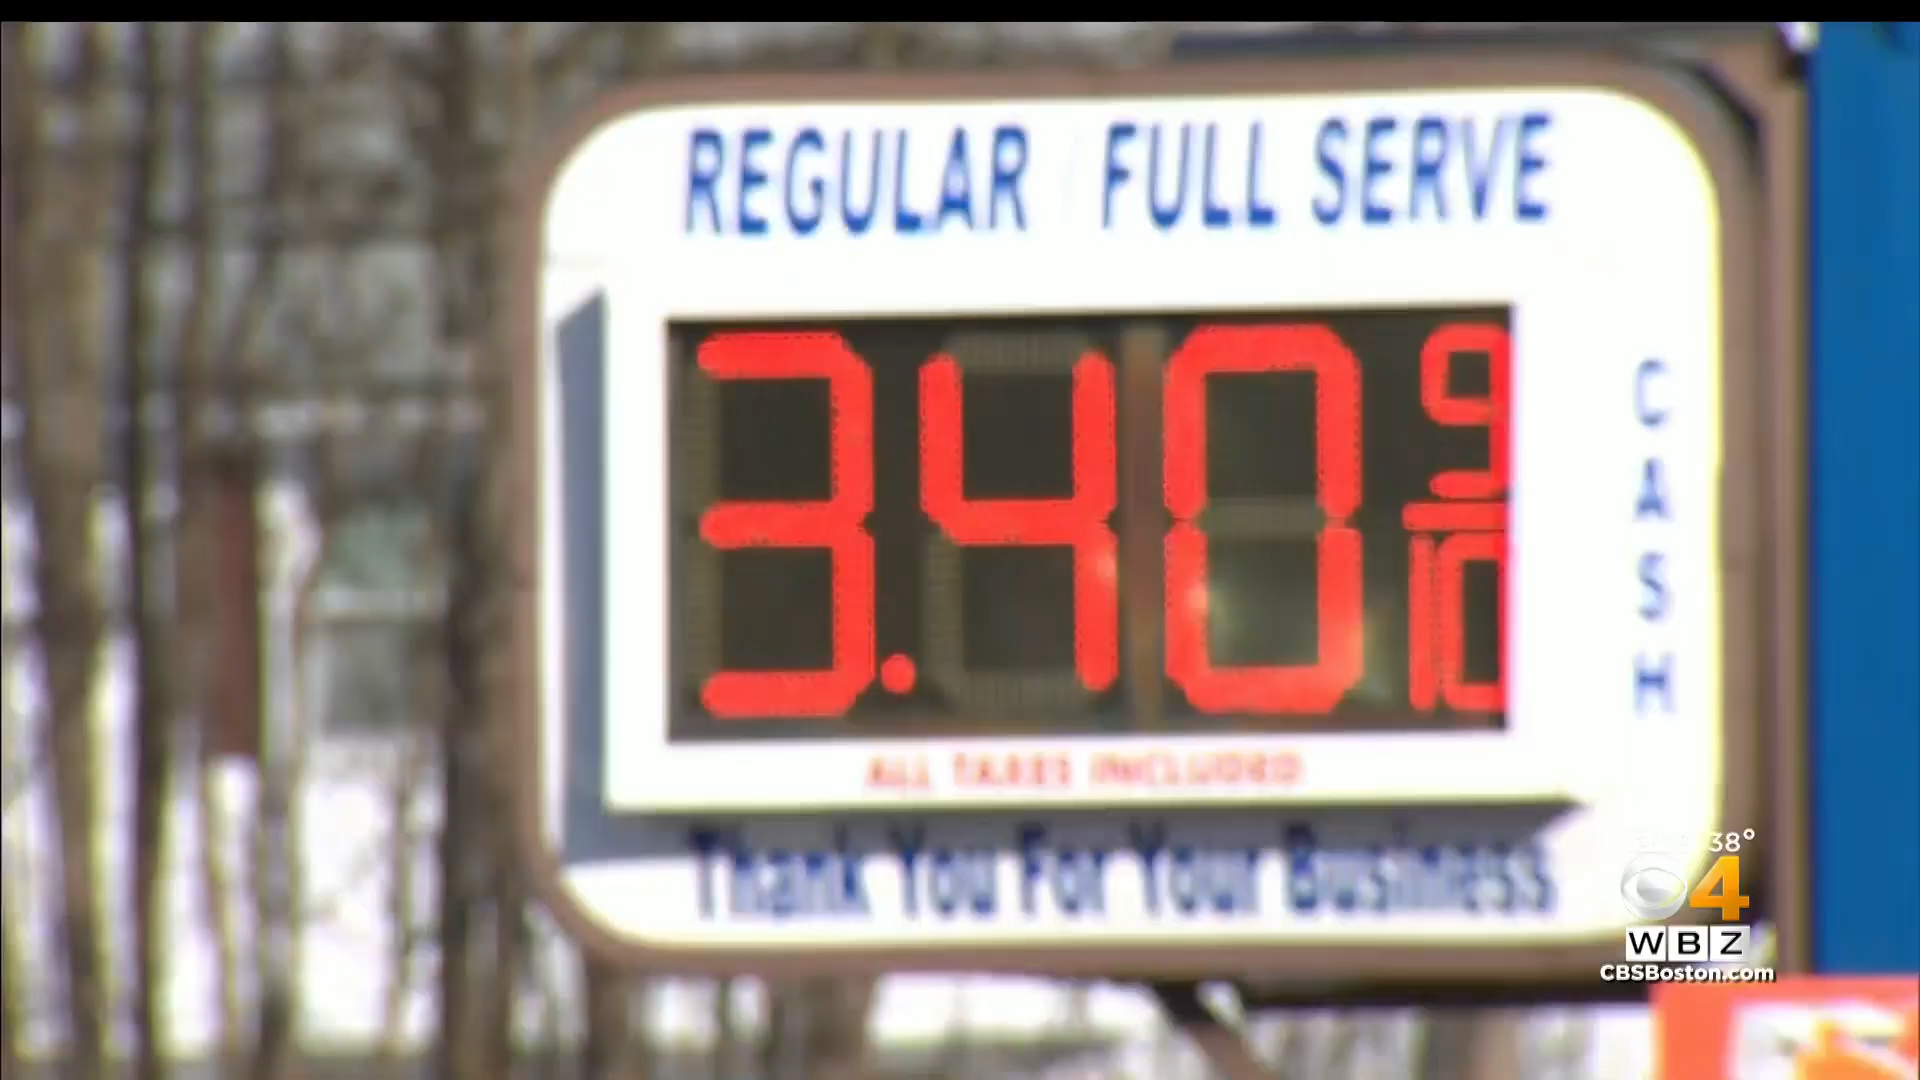 REGULAR FULL SERVE
3.40 9/10
CASH
ALL TAXES INCLUDED
Thank You For Your Business
38°
4
WBZ
CBSBoston.com